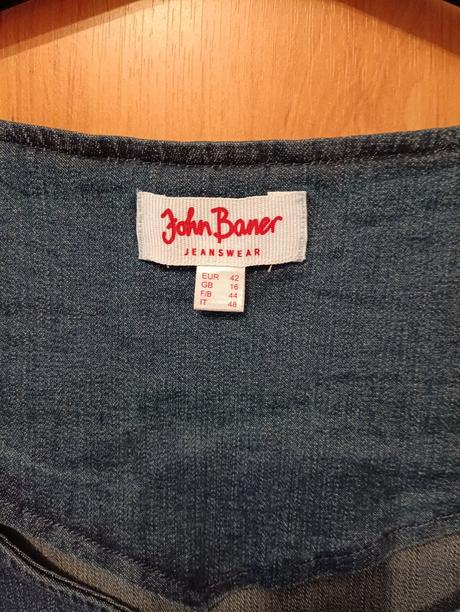 John Baner
JEANSWEAR
EUR 42
GB 16
F/B 44
IT 48